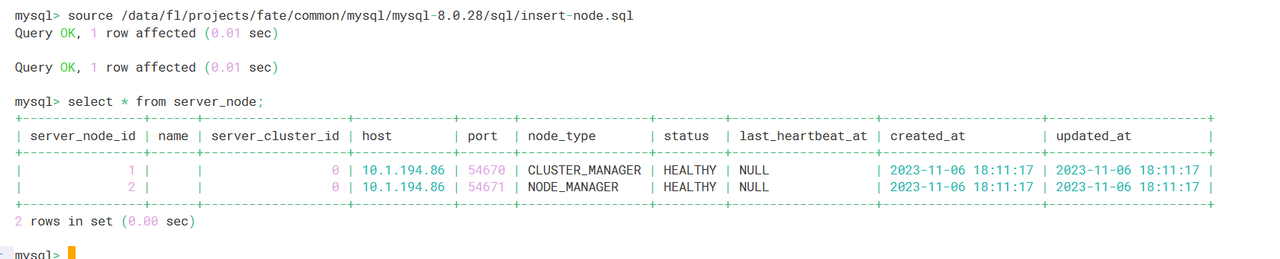 mysql> source /data/fl/projects/fate/common/mysql/mysql-8.0.28/sql/insert-node.sql
Query OK, 1 row affected (0.01 sec)
Query OK, 1 row affected (0.01 sec)
mysql> select * from server_node;
+----------------+------+-------------------+-------------+-------+-----------------+---------+-------------------+---------------------+---------------------+
| server_node_id | name | server_cluster_id | host        | port  | node_type       | status  | last_heartbeat_at | created_at          | updated_at          |
+----------------+------+-------------------+-------------+-------+-----------------+---------+-------------------+---------------------+---------------------+
|              1 |      |                 0 | 10.1.194.86 | 54670 | CLUSTER_MANAGER | HEALTHY | NULL              | 2023-11-06 18:11:17 | 2023-11-06 18:11:17 |
|              2 |      |                 0 | 10.1.194.86 | 54671 | NODE_MANAGER    | HEALTHY | NULL              | 2023-11-06 18:11:17 | 2023-11-06 18:11:17 |
+----------------+------+-------------------+-------------+-------+-----------------+---------+-------------------+---------------------+---------------------+
2 rows in set (0.00 sec)
mysql>